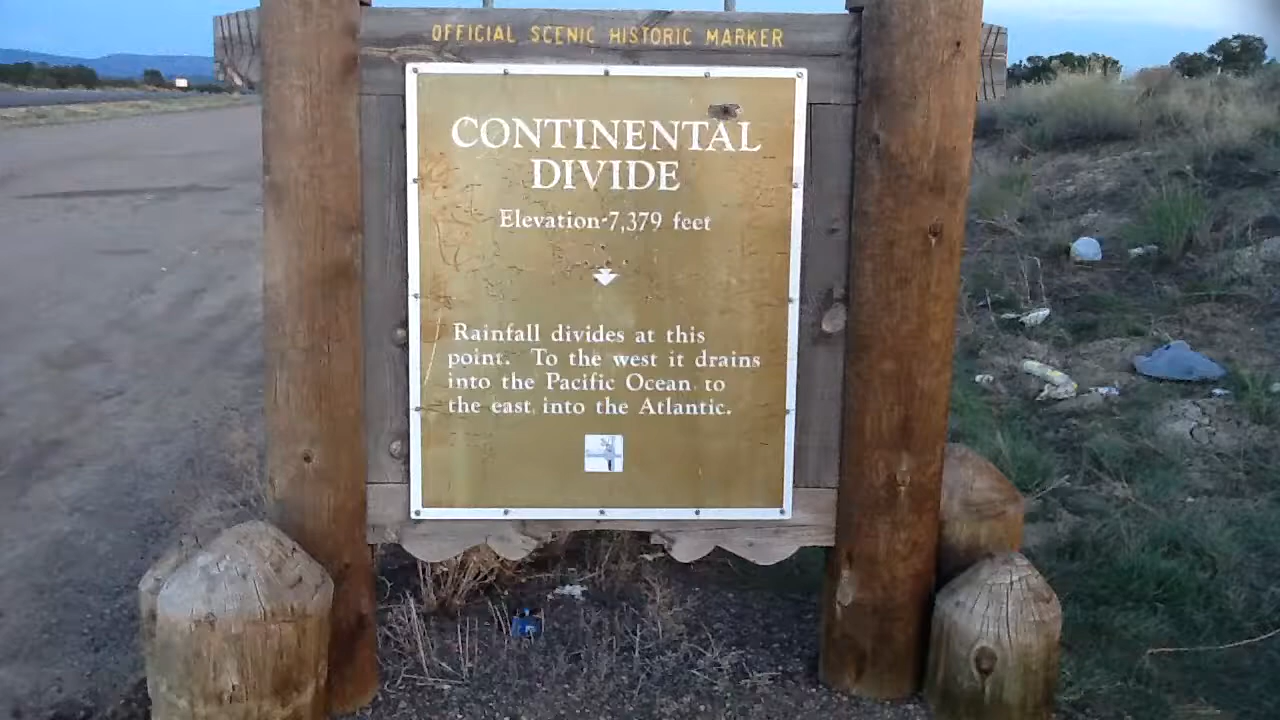 OFFICIAL SCENIC HISTORIC MARKER
CONTINENTAL
DIVIDE
Elevation-7,379 feet
Rainfall divides at this
point. To the west it drains
into the Pacific Ocean, to
the east, into the Atlantic.